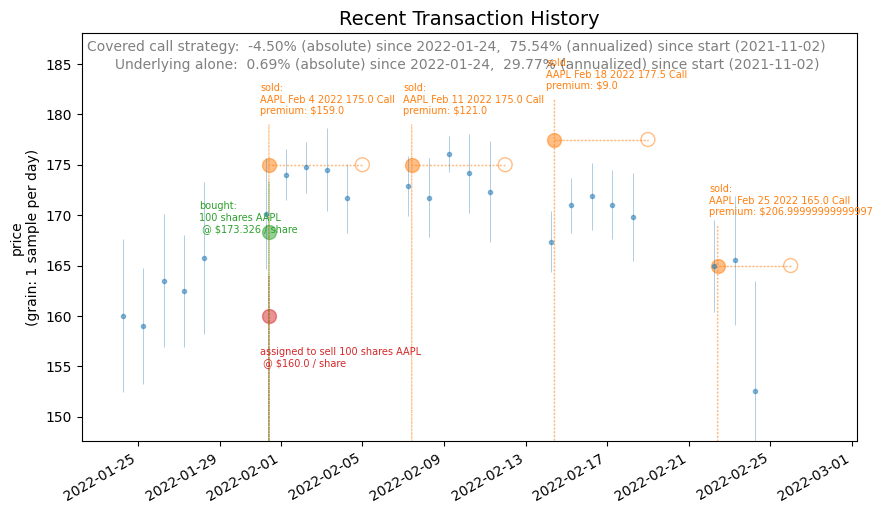 Recent Transaction History
Covered call strategy:  -4.50% (absolute) since 2022-01-24,  75.54% (annualized) since start (2021-11-02)
Underlying alone:  0.69% (absolute) since 2022-01-24,  29.77% (annualized) since start (2021-11-02)
185
180
175
170
165
160
155
150
price
(grain: 1 sample per day)
sold:
AAPL Feb 4 2022 175.0 Call
premium: $159.0
sold:
AAPL Feb 11 2022 175.0 Call
premium: $121.0
sold:
AAPL Feb 18 2022 177.5 Call
premium: $9.0
sold:
AAPL Feb 25 2022 165.0 Call
premium: $206.99999999999997
bought:
100 shares AAPL
@ $173.326 / share
assigned to sell 100 shares AAPL
@ $160.0 / share
2022-01-25
2022-01-29
2022-02-01
2022-02-05
2022-02-09
2022-02-13
2022-02-17
2022-02-21
2022-02-25
2022-03-01